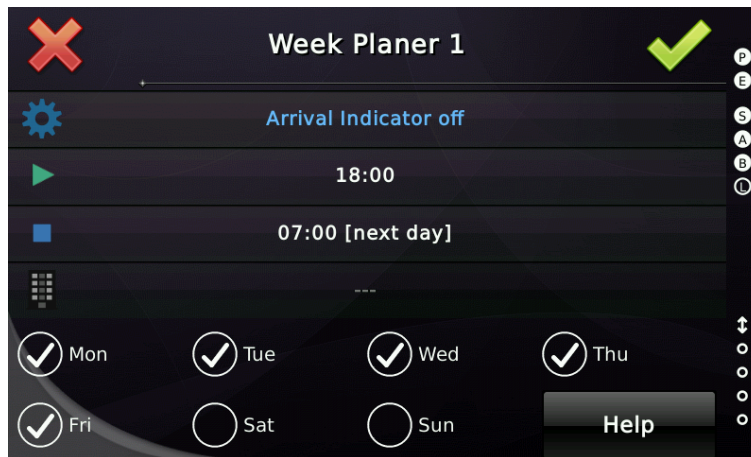 Week Planer 1
P
E
Arrival Indicator off
S
A
18:00
B
L
07:00 [next day]
---
Mon Tue Wed Thu
Fri Sat Sun Help